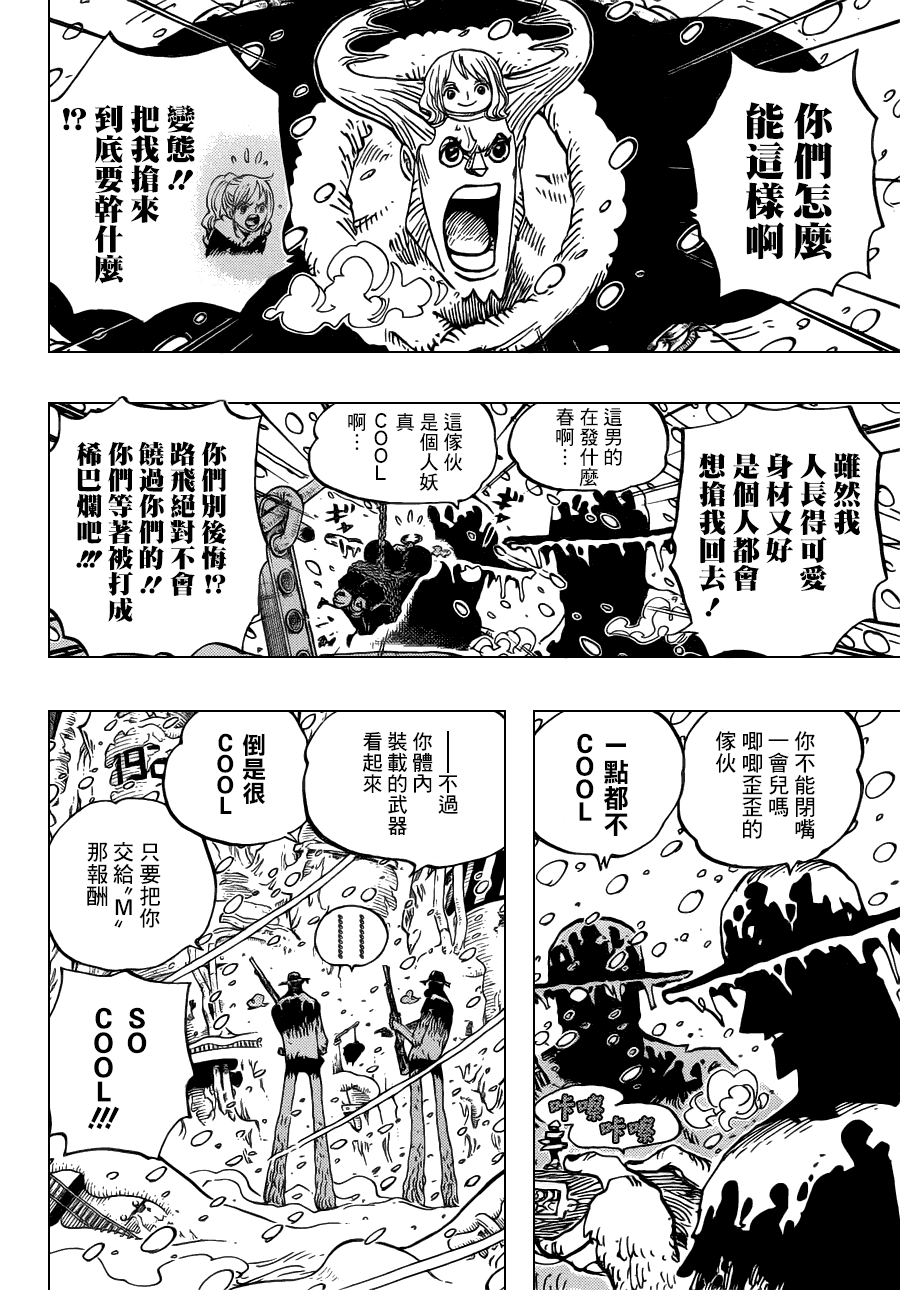 你們怎麼
能這樣啊
變態!!
把我搶來
到底要幹什麼
!?
雖然我
人長得可愛
身材又好
是個人都會
想搶我回去！
這男的
在發什麼
春啊…
這傢伙
是個人妖
真
COOL
啊…
你們別後悔!?
路飛絕對不會
饒過你們的!!
你們等著被打成
稀巴爛吧!!!
ギャー
ギャー
你不能閉嘴
一會兒嗎
唧唧歪歪的
傢伙
一點都不
COOL
咔嚓
咔嚓
——不過
你體內
裝載的武器
看起來
倒是很
COOL
只要把你
交給〝M〞
那報酬
SO
COOL!!!